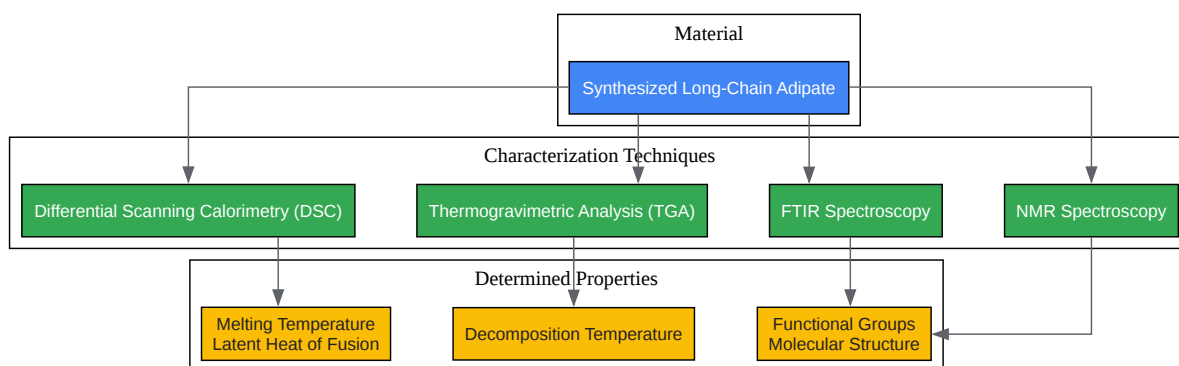 Material
Synthesized Long-Chain Adipate
Characterization Techniques
Differential Scanning Calorimetry (DSC)
Thermogravimetric Analysis (TGA)
FTIR Spectroscopy
NMR Spectroscopy
Determined Properties
Melting Temperature
Latent Heat of Fusion
Decomposition Temperature
Functional Groups
Molecular Structure